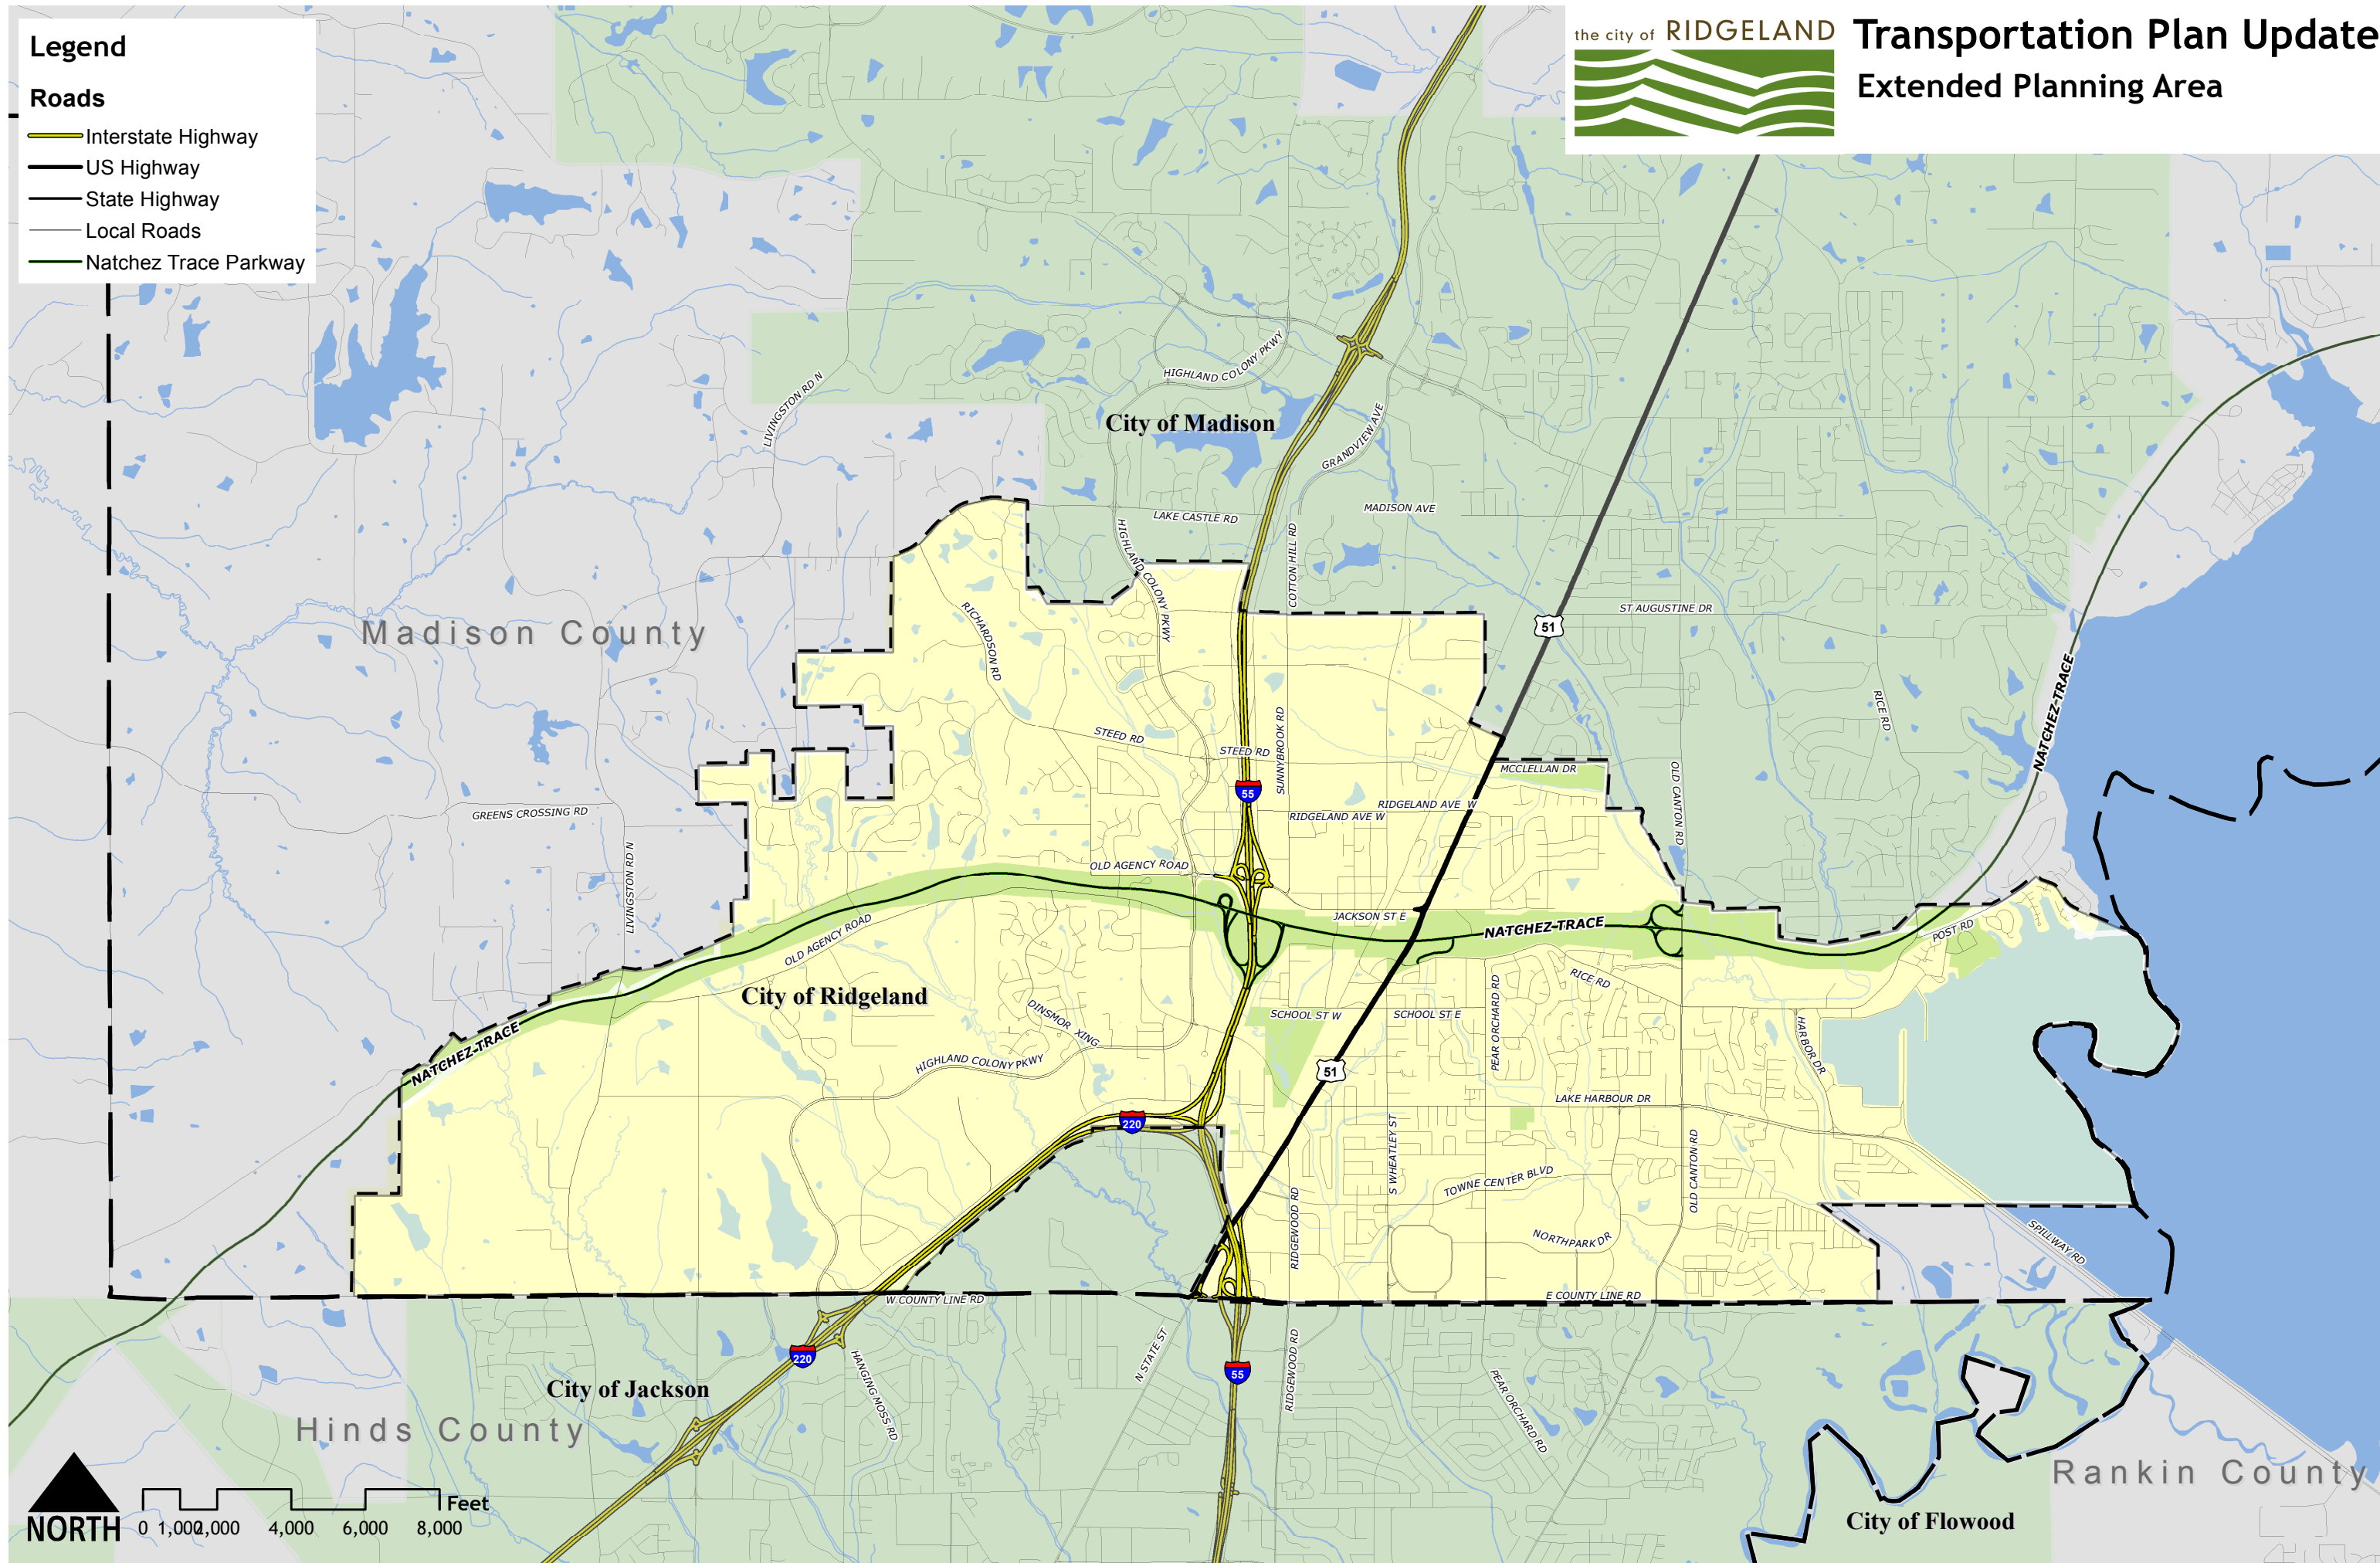 Legend
Roads
Interstate Highway
US Highway
State Highway
Local Roads
Natchez Trace Parkway
the city of RIDGELAND
Transportation Plan Update
Extended Planning Area
HIGHLAND COLONY PKWY
LIVINGSTON RD N
City of Madison
GRANDVIEW AVE
LAKE CASTLE RD
MADISON AVE
HIGHLAND COLONY PKWY
COTTON HILL RD
ST AUGUSTINE DR
51
Madison County
RICHARDSON RD
NATCHEZ TRACE
RICE RD
STEED RD
STEED RD
SUNNYBROOK RD
MCCLELLAN DR
OLD CANTON RD
55
RIDGELAND AVE W
RIDGELAND AVE W
GREENS CROSSING RD
LIVINGSTON RD N
OLD AGENCY ROAD
JACKSON ST E
NATCHEZ TRACE
POST RD
OLD AGENCY ROAD
City of Ridgeland
RICE RD
PEAR ORCHARD RD
DINSMOR XING
SCHOOL ST W
SCHOOL ST E
HARBOR DR
NATCHEZ TRACE
HIGHLAND COLONY PKWY
51
LAKE HARBOUR DR
220
S WHEATLEY ST
OLD CANTON RD
TOWNE CENTER BLVD
RIDGEWOOD RD
NORTHPARK DR
SPILLWAY RD
W COUNTY LINE RD
E COUNTY LINE RD
220
HANGING MOSS RD
N STATE ST
55
RIDGEWOOD RD
PEAR ORCHARD RD
City of Jackson
Hinds County
Rankin County
City of Flowood
NORTH
0 1,000 2,000 4,000 6,000 8,000
Feet